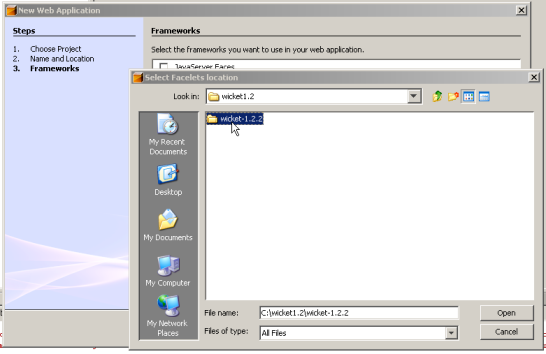 New Web Application
Steps
1. Choose Project
2. Name and Location
3. Frameworks
Frameworks
Select the frameworks you want to use in your web application.
JavaServer Faces
Select Facelets location
Look in: wicket1.2
wicket-1.2.2
My Recent
Documents
Desktop
My Documents
My Computer
My Network
Places
File name: C:\wicket1.2\wicket-1.2.2 Open
Files of type: All Files Cancel